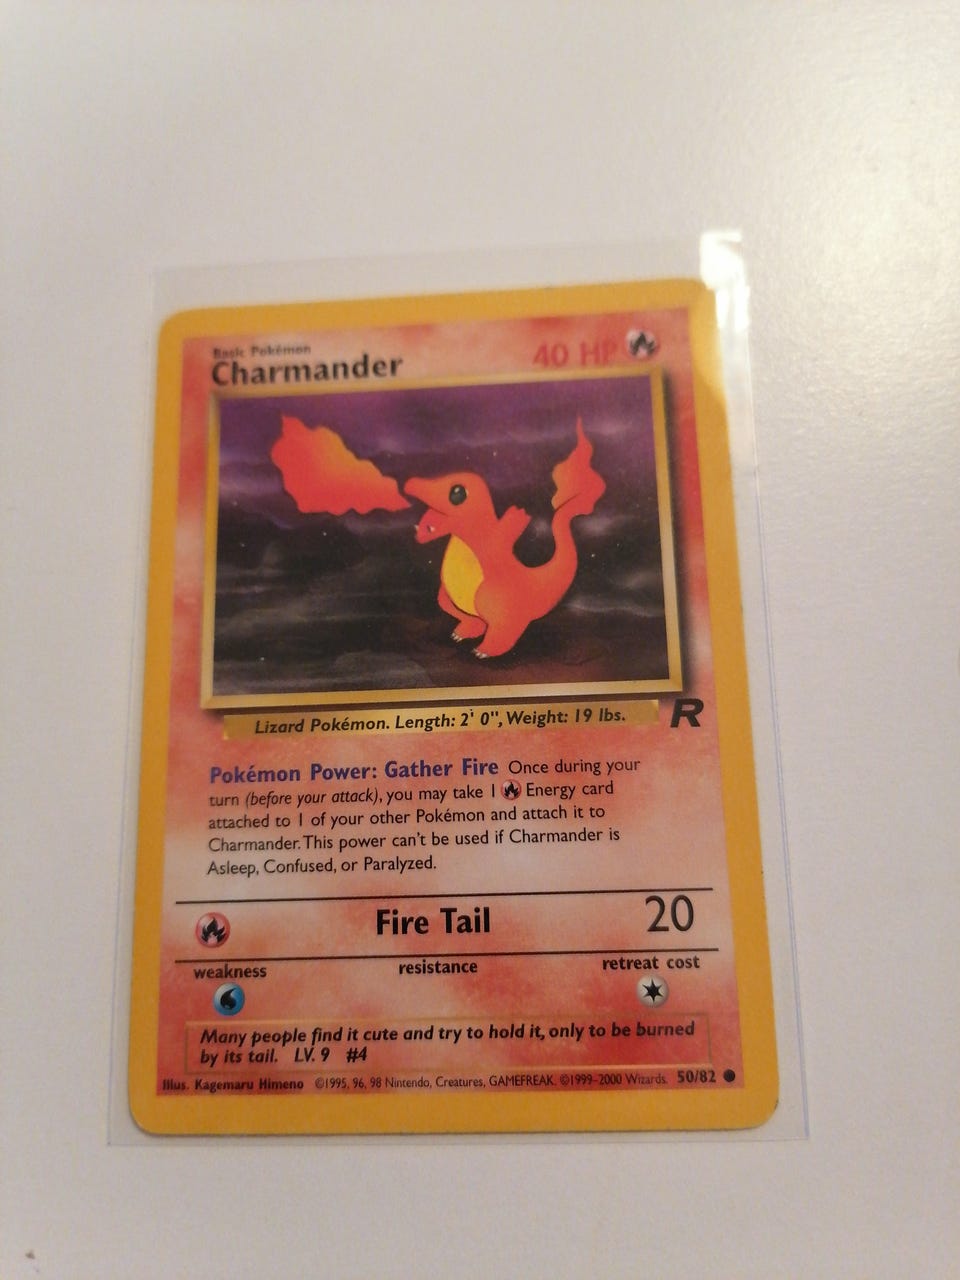 Basic Pokémon
Charmander
40 HP
Lizard Pokémon. Length: 2' 0", Weight: 19 lbs.
R
Pokémon Power: Gather Fire Once during your
turn (before your attack), you may take 1 Energy card
attached to 1 of your other Pokémon and attach it to
Charmander. This power can't be used if Charmander is
Asleep, Confused, or Paralyzed.
Fire Tail 20
weakness resistance retreat cost
Many people find it cute and try to hold it, only to be burned
by its tail. LV. 9 #4
Illus. Kagemaru Himeno ©1995, 96, 98 Nintendo, Creatures, GAMEFREAK. ©1999–2000 Wizards. 50/82